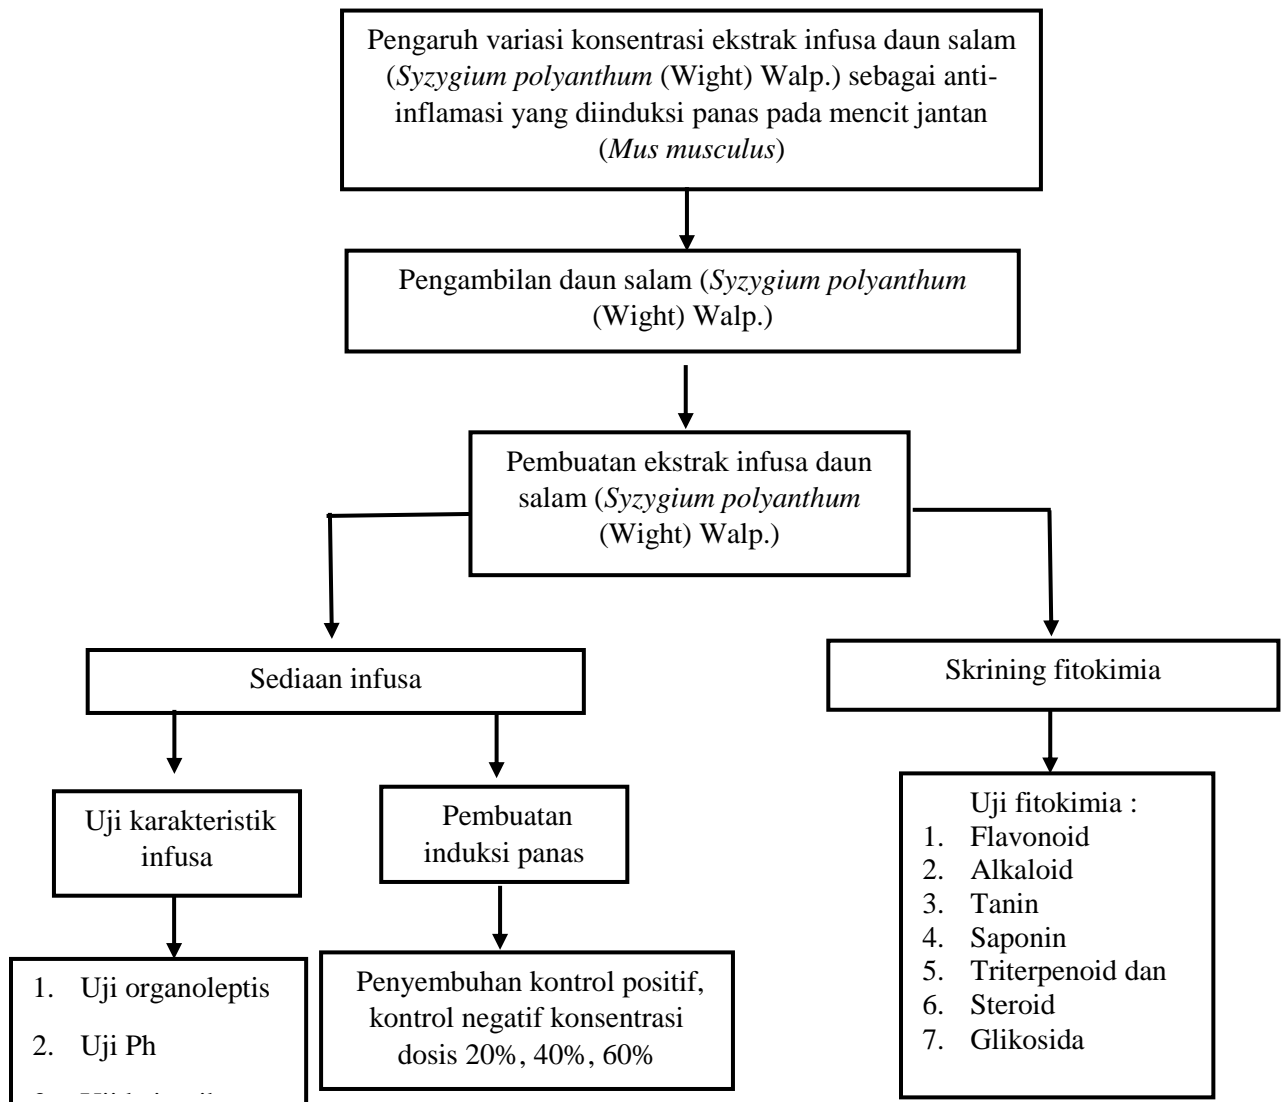 Pengaruh variasi konsentrasi ekstrak infusa daun salam
(Syzygium polyanthum (Wight) Walp.) sebagai anti-
inflamasi yang diinduksi panas pada mencit jantan
(Mus musculus)
Pengambilan daun salam (Syzygium polyanthum
(Wight) Walp.)
Pembuatan ekstrak infusa daun
salam (Syzygium polyanthum
(Wight) Walp.)
Sediaan infusa
Skrining fitokimia
Uji karakteristik
infusa
Pembuatan
induksi panas
Uji fitokimia :
1. Flavonoid
2. Alkaloid
3. Tanin
4. Saponin
5. Triterpenoid dan
6. Steroid
7. Glikosida
1. Uji organoleptis
2. Uji Ph
Penyembuhan kontrol positif,
kontrol negatif konsentrasi
dosis 20%, 40%, 60%